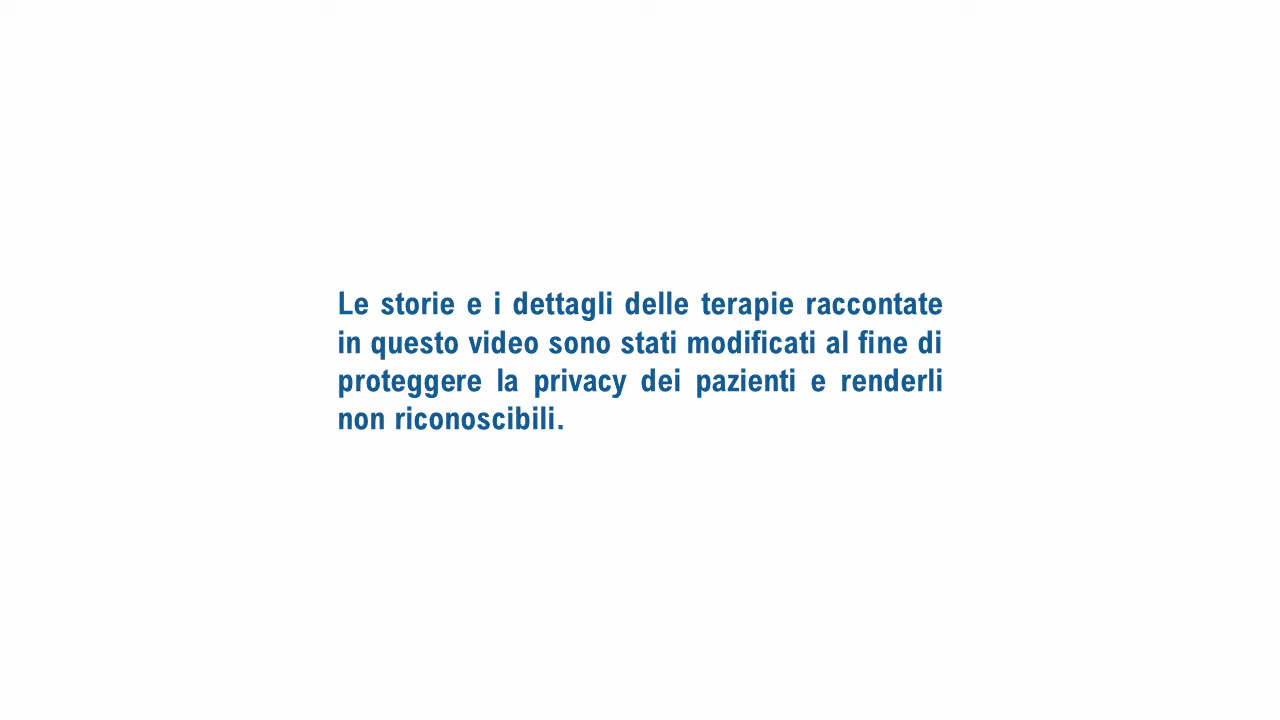 Le storie e i dettagli delle terapie raccontate
in questo video sono stati modificati al fine di
proteggere la privacy dei pazienti e renderli
non riconoscibili.